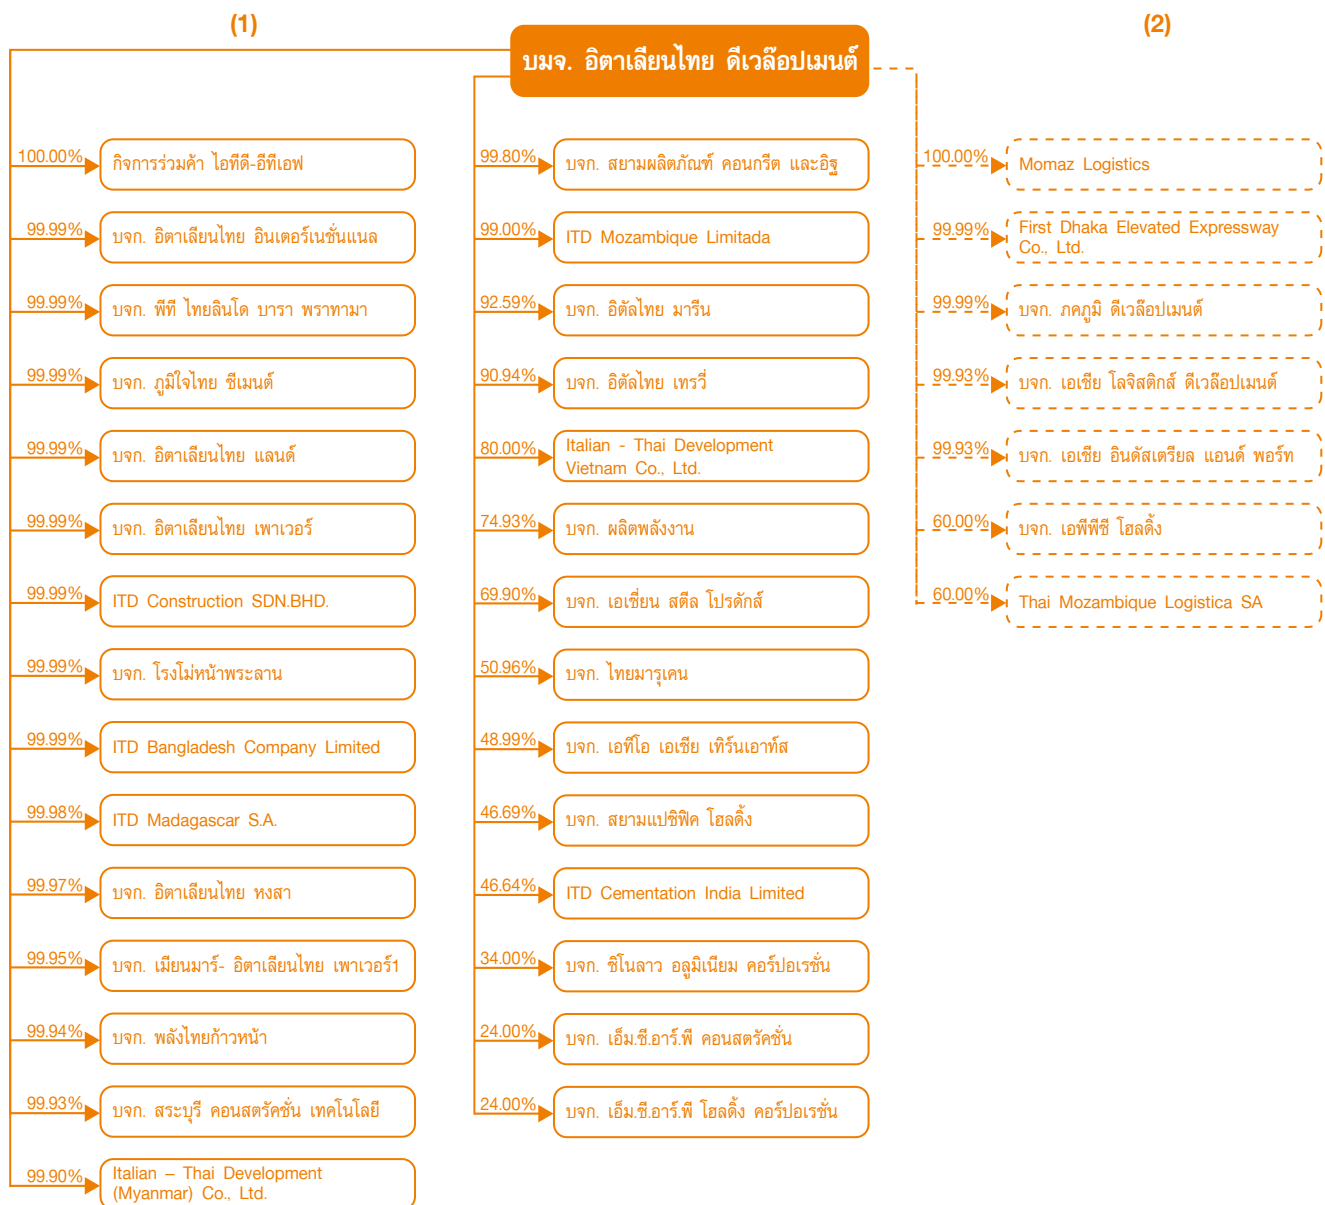 (1)
บมจ. อิตาเลียนไทย ดีเวล๊อปเมนต์
(2)
100.00%
กิจการร่วมค้า ไอทีดี-อีทีเอฟ
99.99%
บจก. อิตาเลียนไทย อินเตอร์เนชั่นแนล
99.99%
บจก. พีที ไทยลินโด บารา พราทามา
99.99%
บจก. ภูมิใจไทย ซีเมนต์
99.99%
บจก. อิตาเลียนไทย แลนด์
99.99%
บจก. อิตาเลียนไทย เพาเวอร์
99.99%
ITD Construction SDN.BHD.
99.99%
บจก. โรงโม่หน้าพระลาน
99.99%
ITD Bangladesh Company Limited
99.98%
ITD Madagascar S.A.
99.97%
บจก. อิตาเลียนไทย หงสา
99.95%
บจก. เมียนมาร์- อิตาเลียนไทย เพาเวอร์1
99.94%
บจก. พลังไทยก้าวหน้า
99.93%
บจก. สระบุรี คอนสตรัคชั่น เทคโนโลยี
99.90%
Italian – Thai Development
(Myanmar) Co., Ltd.
99.80%
บจก. สยามผลิตภัณฑ์ คอนกรีต และอิฐ
99.00%
ITD Mozambique Limitada
92.59%
บจก. อิตัลไทย มารีน
90.94%
บจก. อิตัลไทย เทรวี่
80.00%
Italian - Thai Development
Vietnam Co., Ltd.
74.93%
บจก. ผลิตพลังงาน
69.90%
บจก. เอเชี่ยน สตีล โปรดักส์
50.96%
บจก. ไทยมารุเคน
48.99%
บจก. เอทีโอ เอเชีย เทิร์นเอาท์ส
46.69%
บจก. สยามแปซิฟิค โฮลดิ้ง
46.64%
ITD Cementation India Limited
34.00%
บจก. ซิโนลาว อลูมิเนียม คอร์ปอเรชั่น
24.00%
บจก. เอ็ม.ซี.อาร์.พี คอนสตรัคชั่น
24.00%
บจก. เอ็ม.ซี.อาร์.พี โฮลดิ้ง คอร์ปอเรชั่น
100.00%
Momaz Logistics
99.99%
First Dhaka Elevated Expressway
Co., Ltd.
99.99%
บจก. ภคภูมิ ดีเวล๊อปเมนต์
99.93%
บจก. เอเชีย โลจิสติกส์ ดีเวล๊อปเมนต์
99.93%
บจก. เอเชีย อินดัสเตรียล แอนด์ พอร์ท
60.00%
บจก. เอพีพีซี โฮลดิ้ง
60.00%
Thai Mozambique Logistica SA